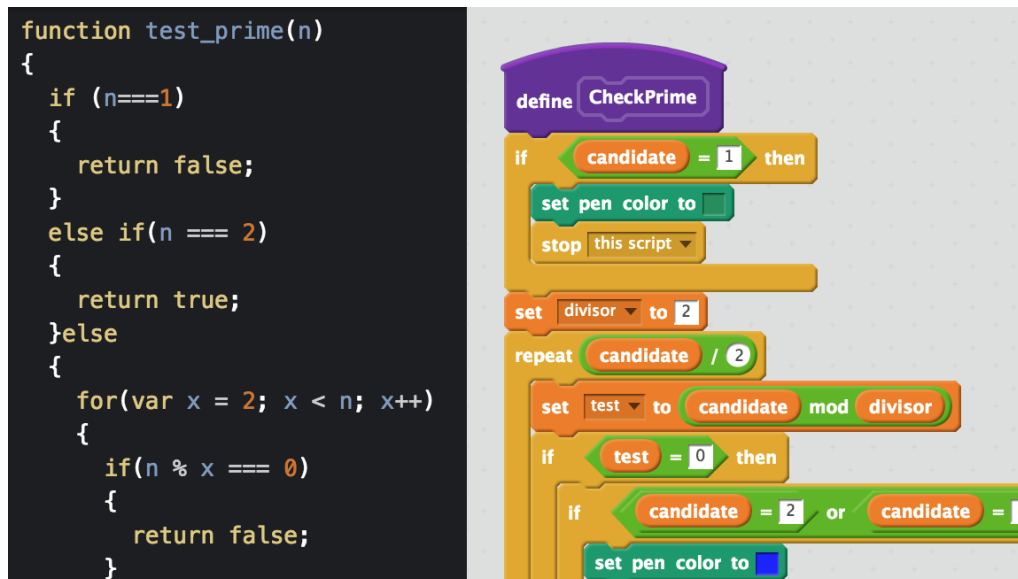 function test_prime(n)
{
if (n===1)
{
return false;
}
else if(n === 2)
{
return true;
}else
{
for(var x = 2; x < n; x++)
{
if(n % x === 0)
{
return false;
}
define CheckPrime
if candidate = 1 then
set pen color to
stop this script
set divisor to 2
repeat candidate / 2
set test to candidate mod divisor
if test = 0 then
if candidate = 2 or candidate =
set pen color to